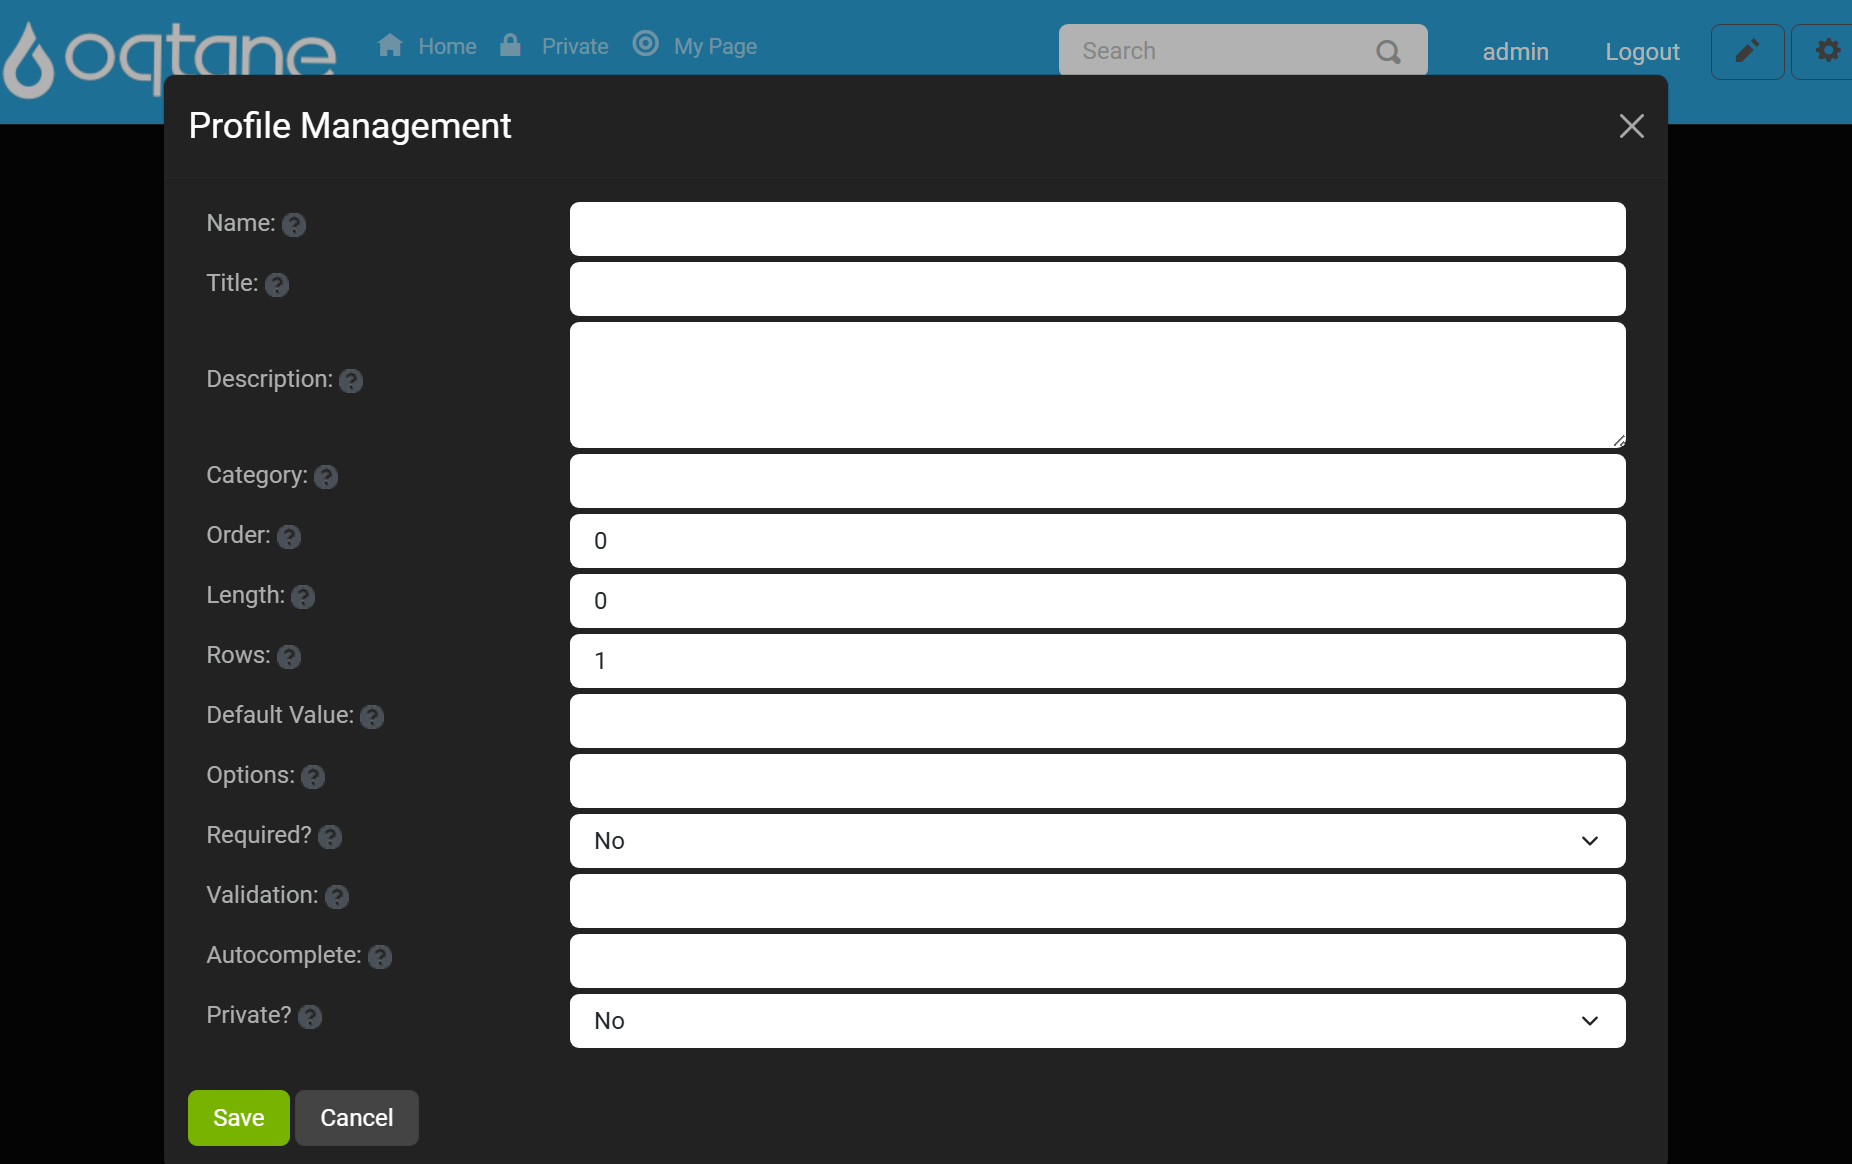 oqtane Home Private My Page Search admin Logout
Profile Management
Name:
Title:
Description:
Category:
Order: 0
Length: 0
Rows: 1
Default Value:
Options:
Required? No
Validation:
Autocomplete:
Private? No
Save Cancel